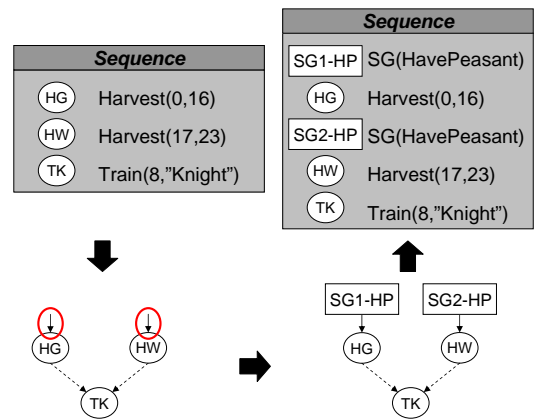 Sequence
HG Harvest(0,16)
HW Harvest(17,23)
TK Train(8,”Knight”)
Sequence
SG1-HP SG(HavePeasant)
HG Harvest(0,16)
SG2-HP SG(HavePeasant)
HW Harvest(17,23)
TK Train(8,”Knight”)
HG HW
TK
SG1-HP SG2-HP
HG HW
TK